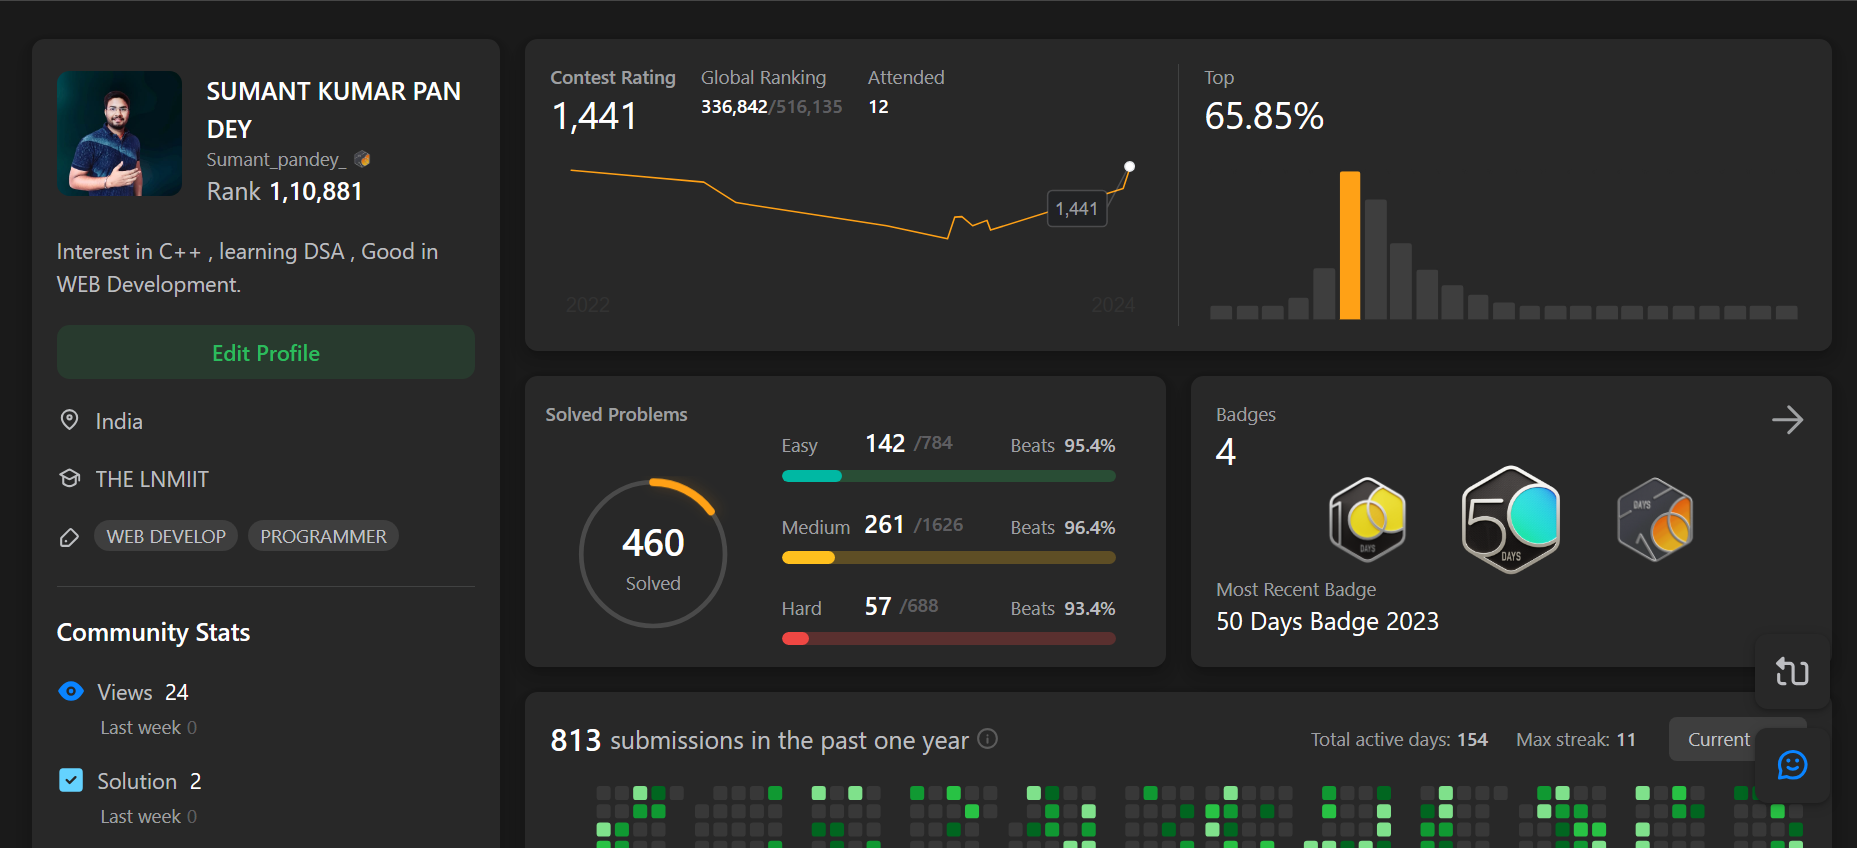 SUMANT KUMAR PAN
DEY
Sumant_pandey_
Rank 1,10,881
Interest in C++ , learning DSA , Good in
WEB Development.
Edit Profile
India
THE LNMIIT
WEB DEVELOP PROGRAMMER
Community Stats
Views 24
Last week 0
Solution 2
Last week 0
Contest Rating Global Ranking Attended
1,441 336,842/516,135 12
1,441
2022 2024
Top
65.85%
Solved Problems
460
Solved
Easy 142 /784 Beats 95.4%
Medium 261 /1626 Beats 96.4%
Hard 57 /688 Beats 93.4%
Badges
4
100 DAYS
50 DAYS
DAYS
Most Recent Badge
50 Days Badge 2023
813 submissions in the past one year
Total active days: 154 Max streak: 11 Current